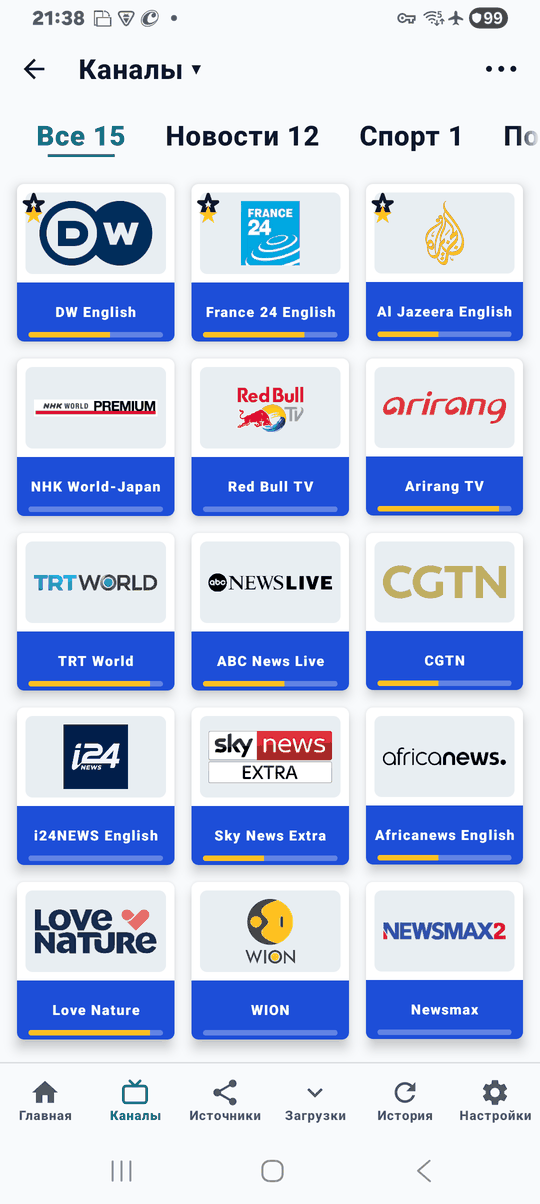 21:38
99
Каналы
Все 15 Новости 12 Спорт 1 По
DW
FRANCE
24
DW English France 24 English Al Jazeera English
NHK WORLD PREMIUM
Red Bull
TV
arirang
NHK World-Japan Red Bull TV Arirang TV
TRT WORLD
abc NEWS LIVE
CGTN
TRT World ABC News Live CGTN
i24
NEWS
sky news
EXTRA
africanews.
i24NEWS English Sky News Extra Africanews English
LOVE
NATURE
WION
NEWSMAX2
Love Nature WION Newsmax
Главная Каналы Источники Загрузки История Настройки